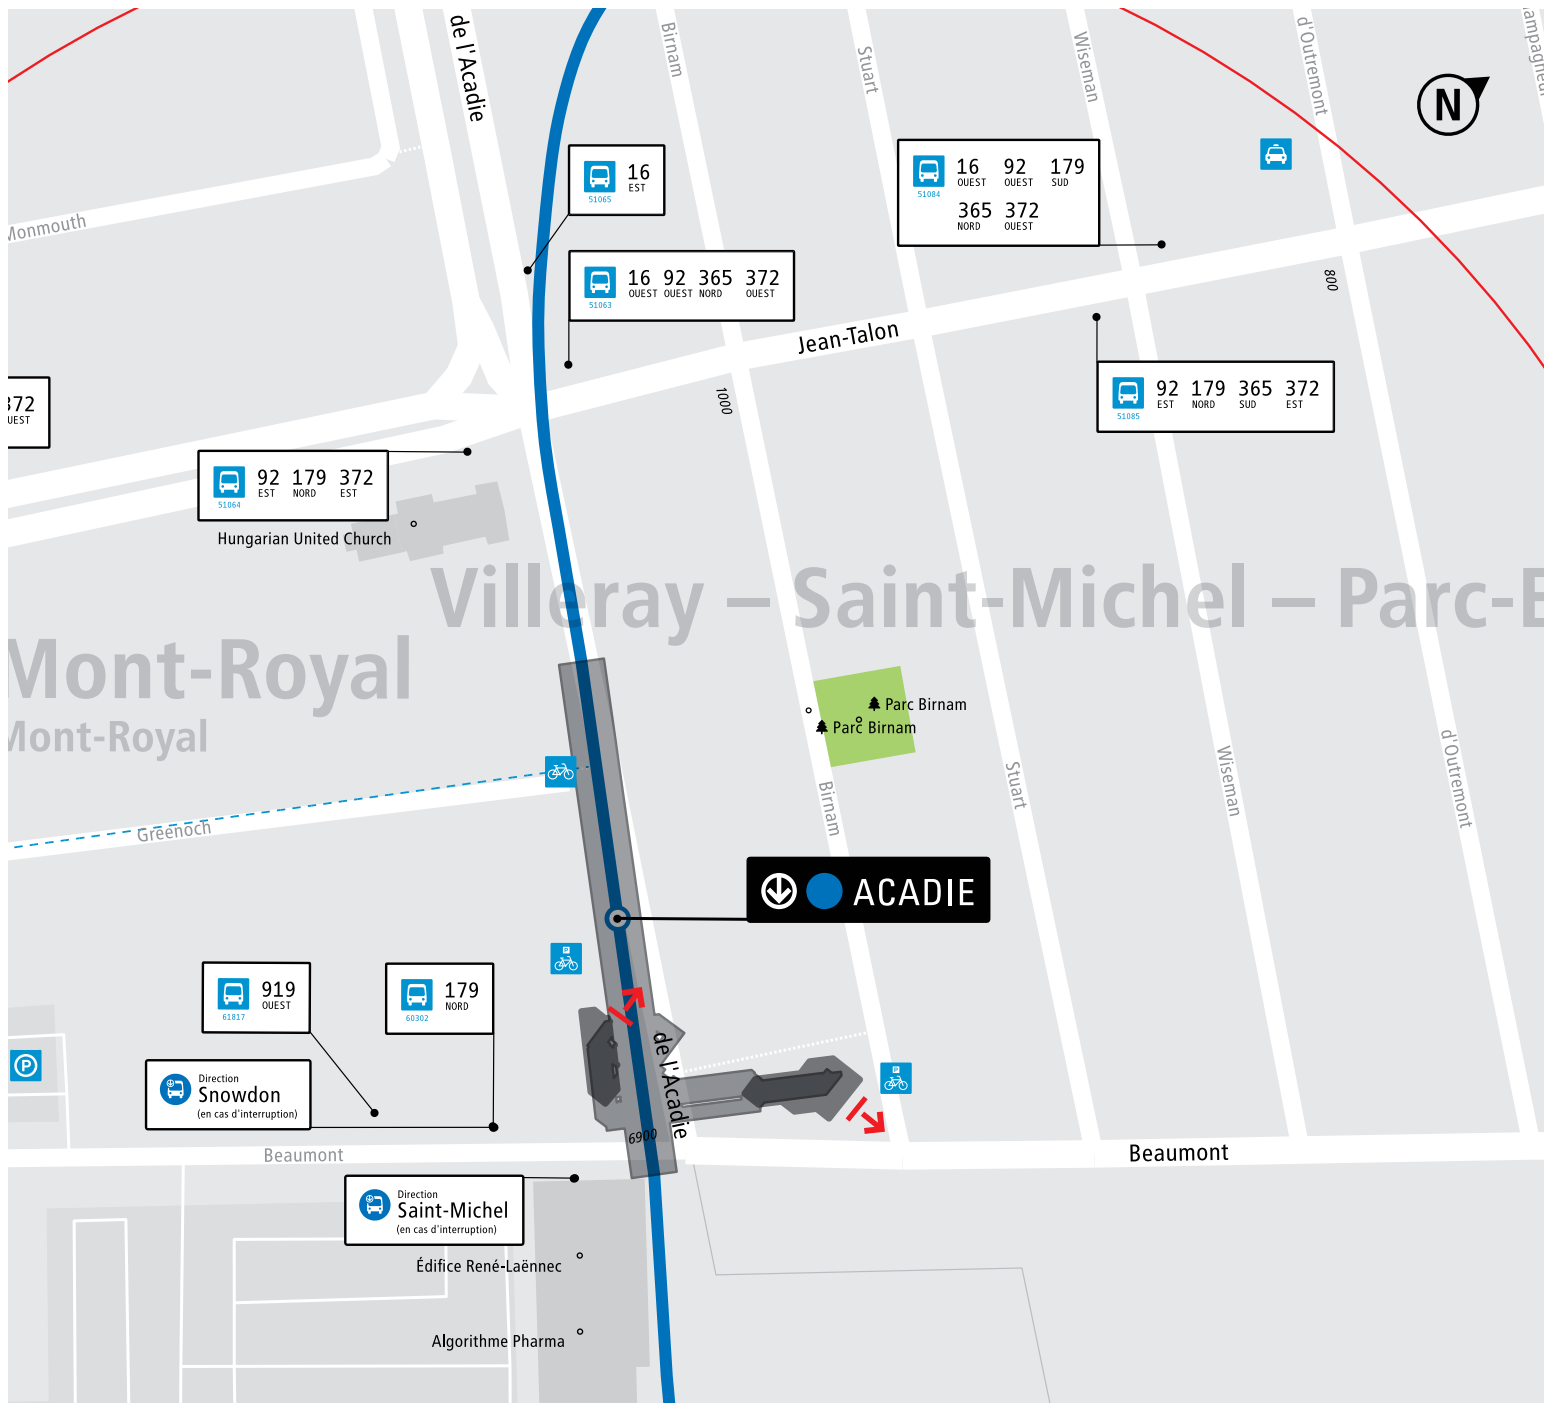 de l'Acadie
Birnam
Stuart
Wiseman
d'Outremont
N
Monmouth
16
EST
51065
16 92 179
OUEST OUEST SUD
51084
365 372
NORD OUEST
16 92 365 372
OUEST OUEST NORD OUEST
51063
800
Jean-Talon
1000
92 179 365 372
EST NORD SUD EST
51085
372
OUEST
92 179 372
EST NORD EST
51064
Hungarian United Church
Villeray – Saint-Michel – Parc-E
Mont-Royal
Mont-Royal
Parc Birnam
Parc Birnam
Birnam
Stuart
Wiseman
d'Outremont
Greenoch
ACADIE
P
P
919
OUEST
61817
179
NORD
60302
P
de l'Acadie
Direction
Snowdon
(en cas d'interruption)
6900
Beaumont
Beaumont
Direction
Saint-Michel
(en cas d'interruption)
Édifice René-Laënnec
Algorithme Pharma